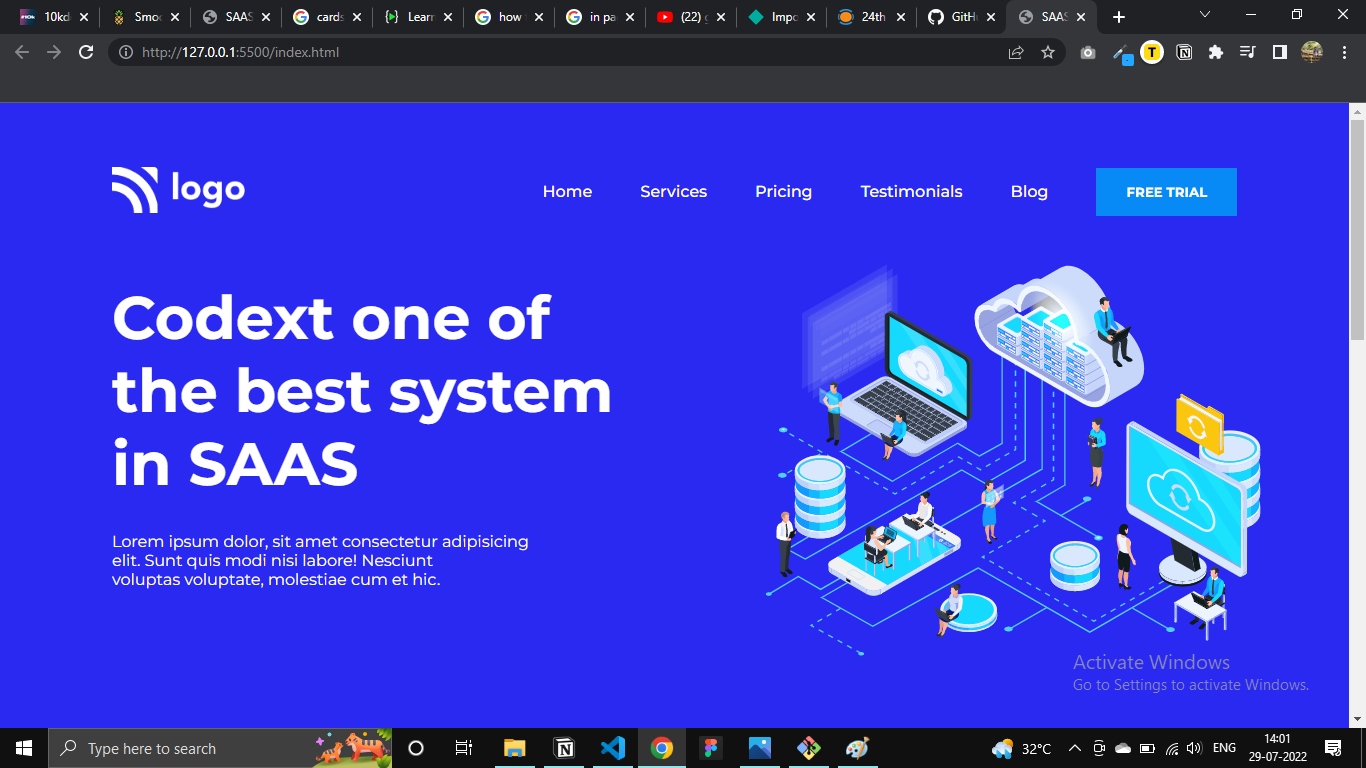 10kd
Smoo
SAAS
cards
Learn
how
in pa
(22)
Impo
24th
GitH
SAAS
http://127.0.0.1:5500/index.html
logo
Home Services Pricing Testimonials Blog FREE TRIAL
Codext one of
the best system
in SAAS
Lorem ipsum dolor, sit amet consectetur adipisicing
elit. Sunt quis modi nisi labore! Nesciunt
voluptas voluptate, molestiae cum et hic.
Activate Windows
Go to Settings to activate Windows.
Type here to search
32°C
ENG
14:01
29-07-2022